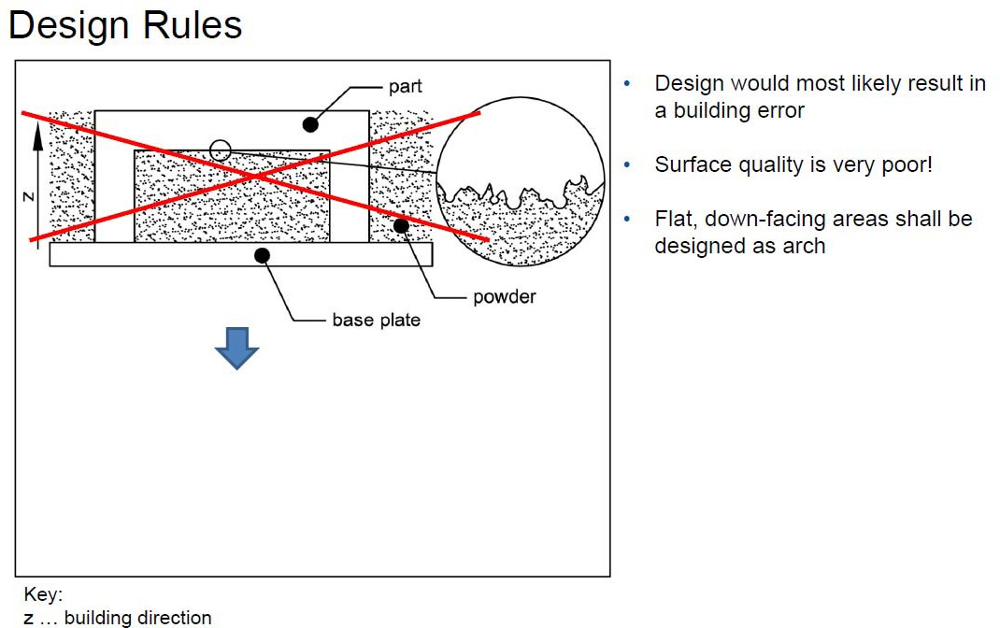 Design Rules
part
z
powder
base plate
• Design would most likely result in
a building error
• Surface quality is very poor!
• Flat, down-facing areas shall be
designed as arch
Key:
z ... building direction